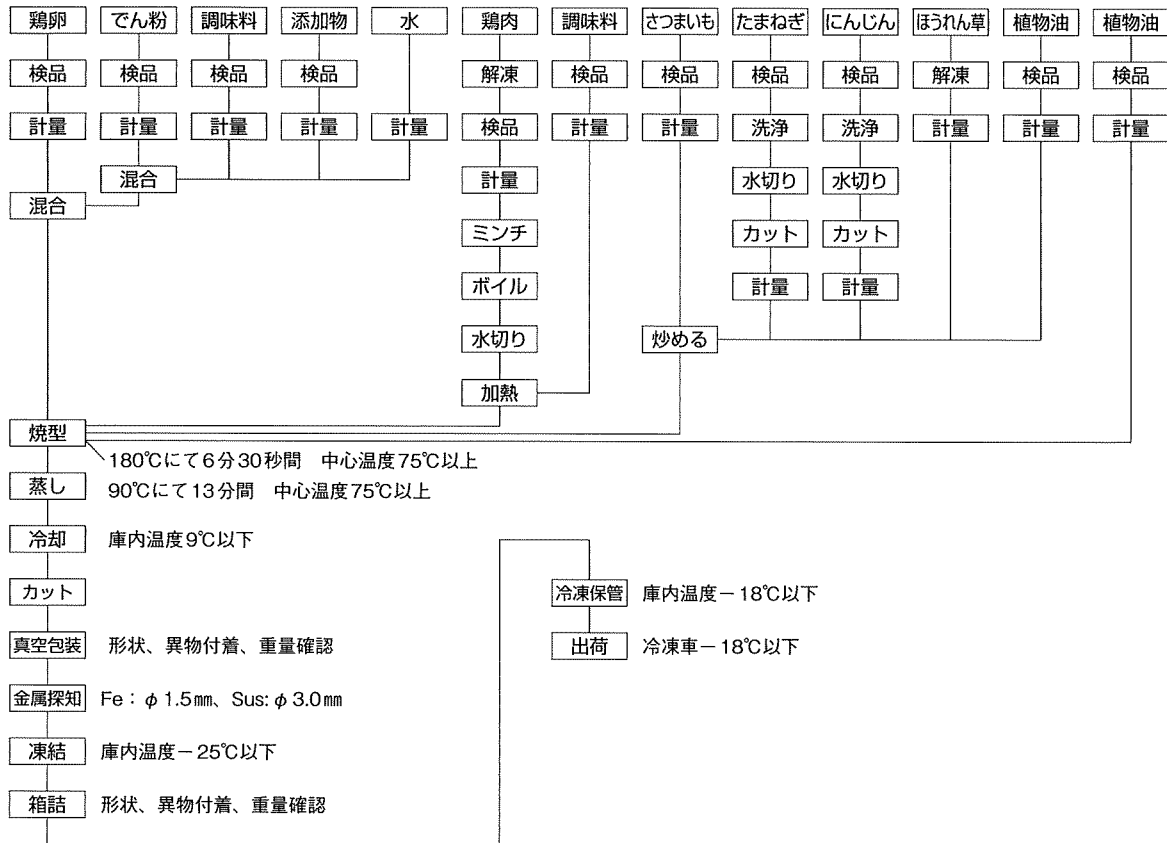 鶏卵 でん粉 調味料 添加物 水 鶏肉 調味料 さつまいも たまねぎ にんじん ほうれん草 植物油 植物油
検品 検品 検品 検品 解凍 検品 検品 検品 検品 解凍 検品 検品
計量 計量 計量 計量 計量 検品 計量 計量 洗浄 洗浄 計量 計量 計量
混合 計量 水切り 水切り
混合 ミンチ カット カット
ボイル 計量 計量
水切り 炒める
加熱
焼型
180℃にて6分30秒間 中心温度75℃以上
蒸し 90℃にて13分間 中心温度75℃以上
冷却 庫内温度9℃以下
カット 冷凍保管 庫内温度−18℃以下
真空包装 形状、異物付着、重量確認 出荷 冷凍車−18℃以下
金属探知 Fe:φ1.5㎜、Sus:φ3.0㎜
凍結 庫内温度−25℃以下
箱詰 形状、異物付着、重量確認